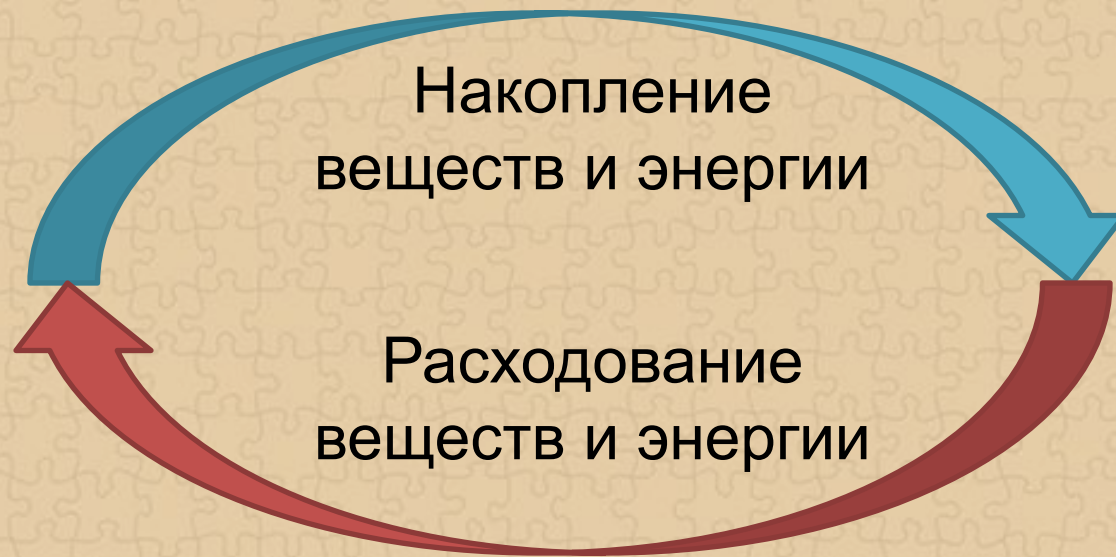 Накопление
веществ и энергии
Расходование
веществ и энергии